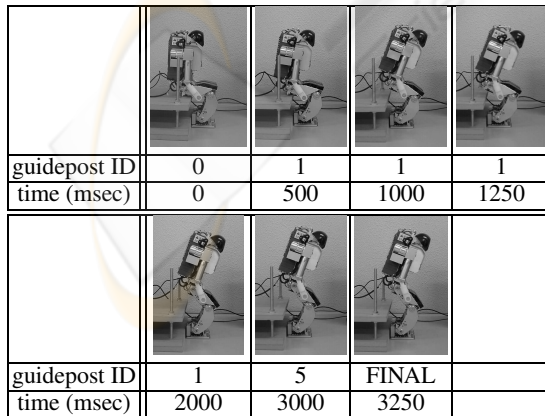 guidepost ID 0 1 1 1
time (msec) 0 500 1000 1250
guidepost ID 1 5 FINAL
time (msec) 2000 3000 3250